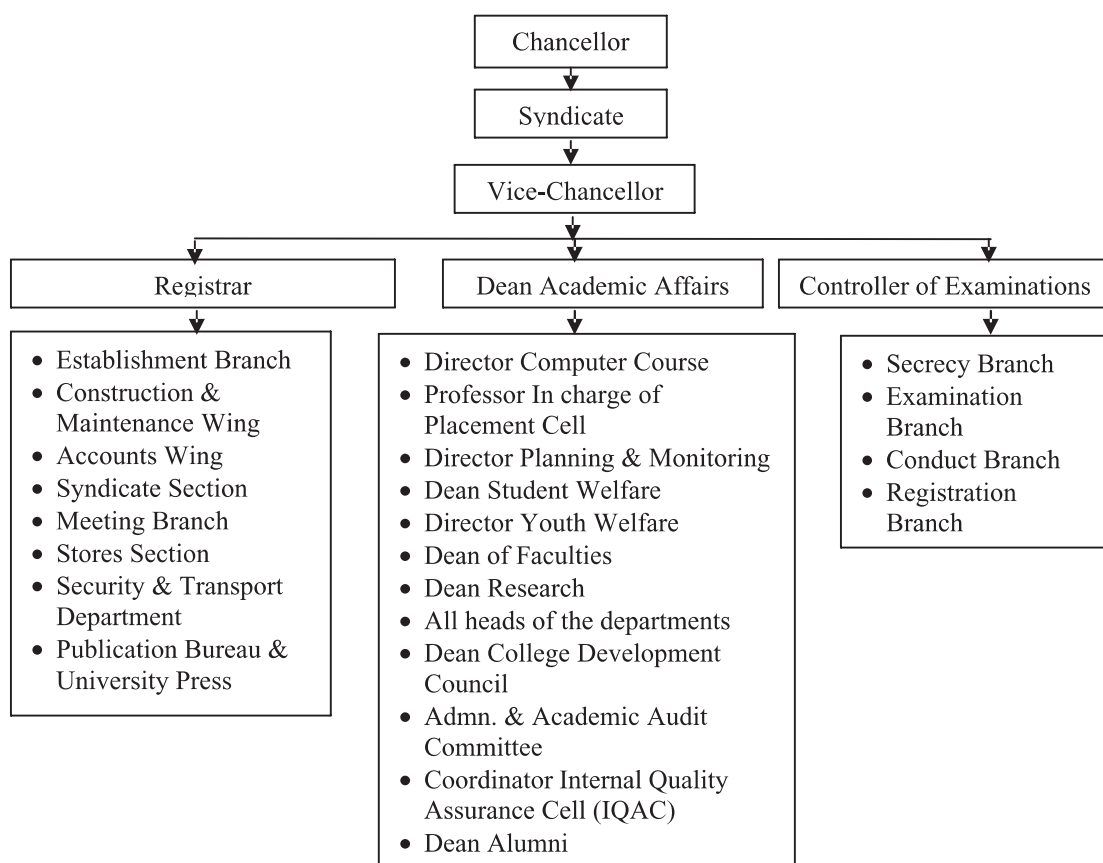 Chancellor
Syndicate
Vice-Chancellor
Registrar
Dean Academic Affairs
Controller of Examinations
• Establishment Branch
• Construction &
Maintenance Wing
• Accounts Wing
• Syndicate Section
• Meeting Branch
• Stores Section
• Security & Transport
Department
• Publication Bureau &
University Press
• Director Computer Course
• Professor In charge of
Placement Cell
• Director Planning & Monitoring
• Dean Student Welfare
• Director Youth Welfare
• Dean of Faculties
• Dean Research
• All heads of the departments
• Dean College Development
Council
• Admn. & Academic Audit
Committee
• Coordinator Internal Quality
Assurance Cell (IQAC)
• Dean Alumni
• Secrecy Branch
• Examination
Branch
• Conduct Branch
• Registration
Branch